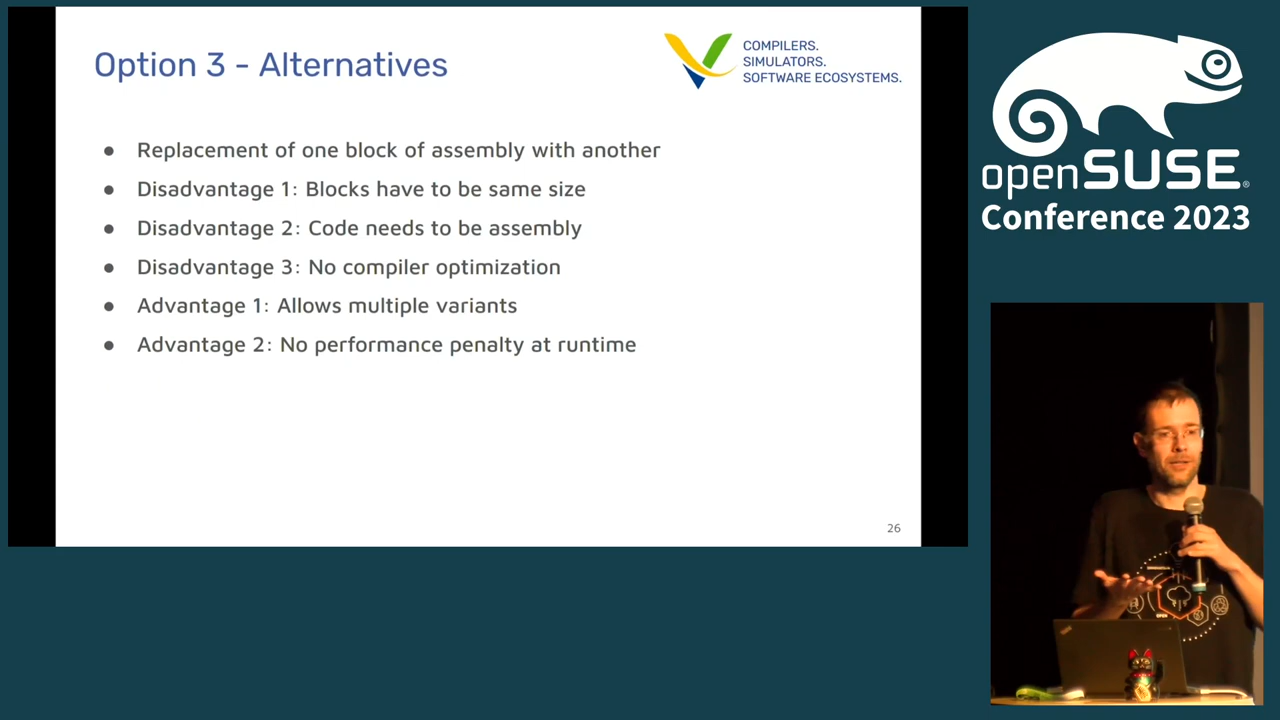 Option 3 - Alternatives
COMPILERS.
SIMULATORS.
SOFTWARE ECOSYSTEMS.
● Replacement of one block of assembly with another
● Disadvantage 1: Blocks have to be same size
● Disadvantage 2: Code needs to be assembly
● Disadvantage 3: No compiler optimization
● Advantage 1: Allows multiple variants
● Advantage 2: No performance penalty at runtime
26
openSUSE®
Conference 2023